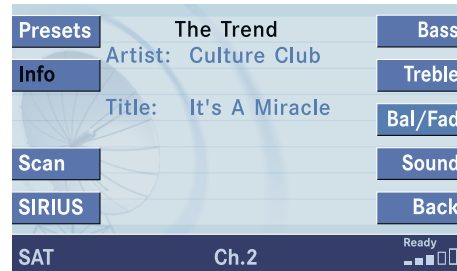 Presets The Trend Bass
Artist: Culture Club
Info Treble
Title: It's A Miracle
Bal/Fad
Scan Sound
SIRIUS Back
Ready
SAT Ch.2